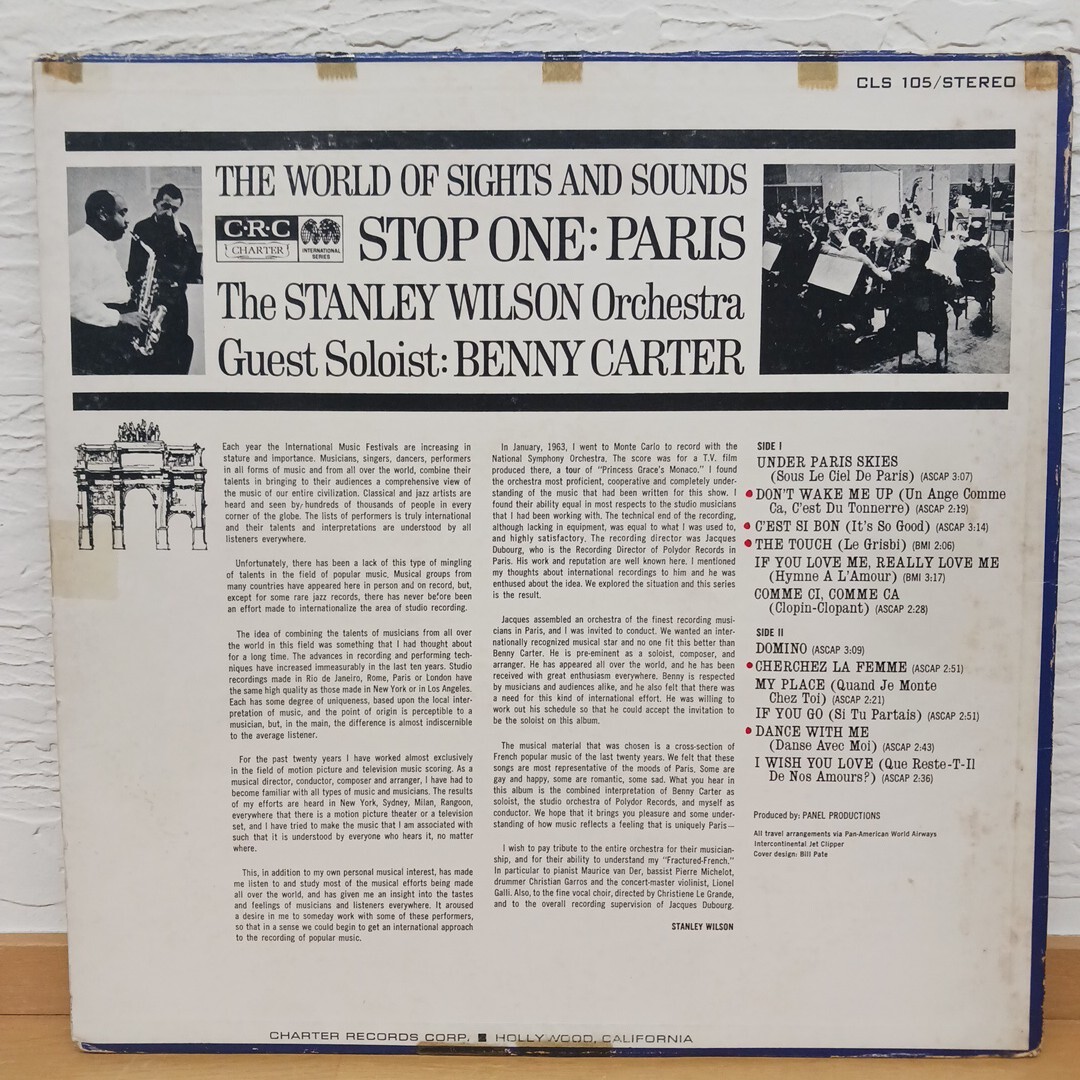 CLS 105/STEREO
THE WORLD OF SIGHTS AND SOUNDS
C·R·C
CHARTER
INTERNATIONAL
SERIES
STOP ONE: PARIS
The STANLEY WILSON Orchestra
Guest Soloist: BENNY CARTER
Each year the International Music Festivals are increasing in
stature and importance. Musicians, singers, dancers, performers
in all forms of music and from all over the world, combine their
talents in bringing to their audiences a comprehensive view of
the music of our entire civilization. Classical and jazz artists are
heard and seen by hundreds of thousands of people in every
corner of the globe. The lists of performers is truly international
and their talents and interpretations are understood by all
listeners everywhere.
Unfortunately, there has been a lack of this type of mingling
of talents in the field of popular music. Musical groups from
many countries have appeared here in person and on record, but,
except for some rare jazz records, there has never before been
an effort made to internationalize the area of studio recording.
The idea of combining the talents of musicians from all over
the world in this field was something that I had thought about
for a long time. The advances in recording and performing tech-
niques have increased immeasurably in the last ten years. Studio
recordings made in Rio de Janeiro, Rome, Paris or London have
the same high quality as those made in New York or in Los Angeles.
Each has some degree of uniqueness, based upon the local inter-
pretation of music, and the point of origin is perceptible to a
musician, but, in the main, the difference is almost indiscernible
to the average listener.
For the past twenty years I have worked almost exclusively
in the field of motion picture and television music scoring. As a
musical director, conductor, composer and arranger, I have had to
become familiar with all types of music and musicians. The results
of my efforts are heard in New York, Sydney, Milan, Rangoon,
everywhere that there is a motion picture theater or a television
set, and I have tried to make the music that I am associated with
such that it is understood by everyone who hears it, no matter
where.
This, in addition to my own personal musical interest, has made
me listen to and study most of the musical efforts being made
all over the world, and has given me an insight into the tastes
and feelings of musicians and listeners everywhere. It aroused
a desire in me to someday work with some of these performers,
so that in a sense we could begin to get an international approach
to the recording of popular music.
In January, 1963, I went to Monte Carlo to record with the
National Symphony Orchestra, The score was for a T.V. film
produced there, a tour of "Princess Grace's Monaco." I found
the orchestra most proficient, cooperative and completely under-
standing of the music that had been written for this show. I
found their ability equal in most respects to the studio musicians
that I had been working with. The technical end of the recording,
although lacking in equipment, was equal to what I was used to,
and highly satisfactory. The recording director was Jacques
Dubourg, who is the Recording Director of Polydor Records in
Paris. His work and reputation are well known here. I mentioned
my thoughts about international recordings to him and he was
enthused about the idea. We explored the situation and this series
is the result.
Jacques assembled an orchestra of the finest recording musi-
cians in Paris, and I was invited to conduct. We wanted an inter-
nationally recognized musical star and no one fit this better than
Benny Carter. He is pre-eminent as a soloist, composer, and
arranger. He has appeared all over the world, and he has been
received with great enthusiasm everywhere. Benny is respected
by musicians and audiences alike, and he also felt that there was
a need for this kind of international effort. He was willing to
work out his schedule so that he could accept the invitation to
be the soloist on this album.
The musical material that was chosen is a cross-section of
French popular music of the last twenty years. We felt that these
songs are most representative of the moods of Paris. Some are
gay and happy, some are romantic, some sad. What you hear in
this album is the combined interpretation of Benny Carter as
soloist, the studio orchestra of Polydor Records, and myself as
conductor. We hope that it brings you pleasure and some under-
standing of how music reflects a feeling that is uniquely Paris—
I wish to pay tribute to the entire orchestra for their musician-
ship, and for their ability to understand my "Fractured-French."
In particular to pianist Maurice van Der, bassist Pierre Michelot,
drummer Christian Garros and the concert-master violinist, Lionel
Galli. Also, to the fine vocal choir, directed by Christiene Le Grande,
and to the overall recording supervision of Jacques Dubourg.
STANLEY WILSON
SIDE I
UNDER PARIS SKIES
(Sous Le Ciel De Paris) (ASCAP 3:07)
DON'T WAKE ME UP (Un Ange Comme
Ca, C'est Du Tonnerre) (ASCAP 2:19)
C'EST SI BON (It's So Good) (ASCAP 3:14)
THE TOUCH (Le Grisbi) (BMI 2:06)
IF YOU LOVE ME, REALLY LOVE ME
(Hymne A L'Amour) (BMI 3:17)
COMME CI, COMME CA
(Clopin-Clopant) (ASCAP 2:28)
SIDE II
DOMINO (ASCAP 3:09)
CHERCHEZ LA FEMME (ASCAP 2:51)
MY PLACE (Quand Je Monte
Chez Toi) (ASCAP 2:21)
IF YOU GO (Si Tu Partais) (ASCAP 2:51)
DANCE WITH ME
(Danse Avec Moi) (ASCAP 2:43)
I WISH YOU LOVE (Que Reste-T-Il
De Nos Amours?) (ASCAP 2:36)
Produced by: PANEL PRODUCTIONS
All travel arrangements via Pan-American World Airways
Intercontinental Jet Clipper
Cover design: Bill Pate
CHARTER RECORDS CORP. ■ HOLLYWOOD, CALIFORNIA